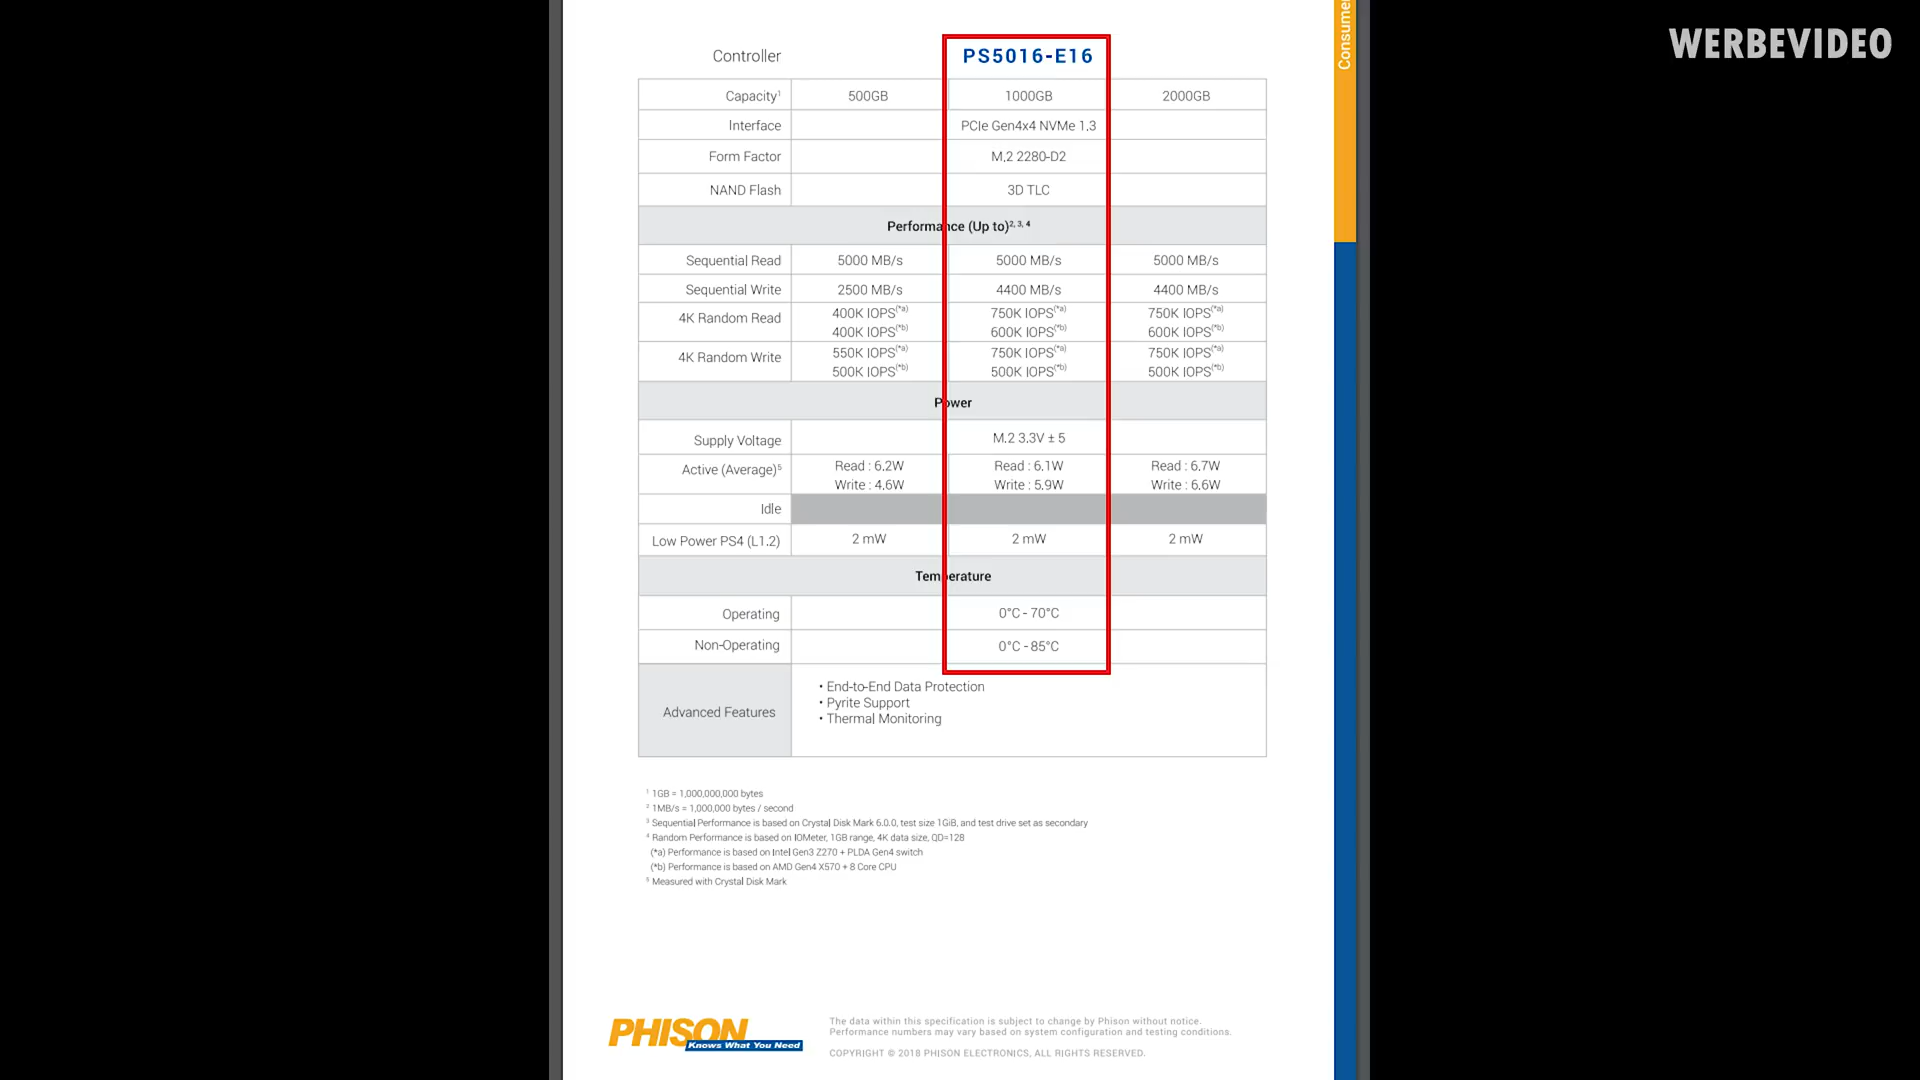 WERBEVIDEO
Consumer
Controller PS5016-E16
Capacity¹ 500GB 1000GB 2000GB
Interface PCIe Gen4x4 NVMe 1.3
Form Factor M.2 2280-D2
NAND Flash 3D TLC
Performance (Up to)²˒ ³˒ ⁴
Sequential Read 5000 MB/s 5000 MB/s 5000 MB/s
Sequential Write 2500 MB/s 4400 MB/s 4400 MB/s
4K Random Read 400K IOPS(*a) 750K IOPS(*a) 750K IOPS(*a)
400K IOPS(*b) 600K IOPS(*b) 600K IOPS(*b)
4K Random Write 550K IOPS(*a) 750K IOPS(*a) 750K IOPS(*a)
500K IOPS(*b) 500K IOPS(*b) 500K IOPS(*b)
Power
Supply Voltage M.2 3.3V ± 5
Active (Average)⁵ Read : 6.2W Read : 6.1W Read : 6.7W
Write : 4.6W Write : 5.9W Write : 6.6W
Idle
Low Power PS4 (L1.2) 2 mW 2 mW 2 mW
Temperature
Operating 0°C - 70°C
Non-Operating 0°C - 85°C
Advanced Features
• End-to-End Data Protection
• Pyrite Support
• Thermal Monitoring
¹ 1GB = 1,000,000,000 bytes
² 1MB/s = 1,000,000 bytes / second
³ Sequential Performance is based on Crystal Disk Mark 6.0.0, test size 1GiB, and test drive set as secondary
⁴ Random Performance is based on IOMeter, 1GB range, 4K data size, QD=128
(*a) Performance is based on Intel Gen3 Z270 + PLDA Gen4 switch
(*b) Performance is based on AMD Gen4 X570 + 8 Core CPU
⁵ Measured with Crystal Disk Mark
PHISON
Knows What You Need
The data within this specification is subject to change by Phison without notice.
Performance numbers may vary based on system configuration and testing conditions.
COPYRIGHT © 2018 PHISON ELECTRONICS, ALL RIGHTS RESERVED.